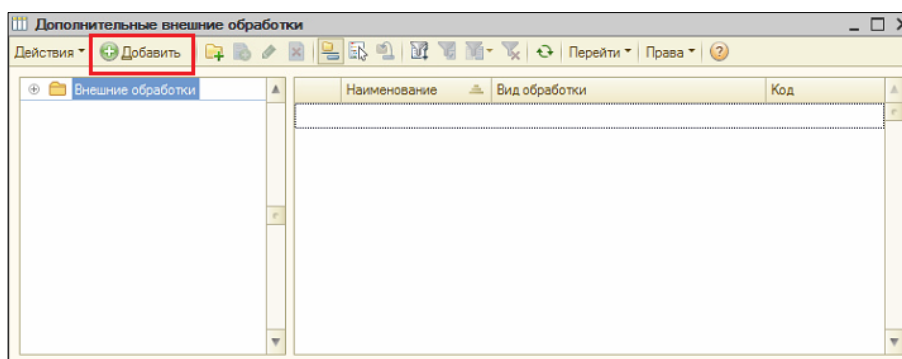 Дополнительные внешние обработки
Действия Добавить Перейти Права ?
Внешние обработки Наименование Вид обработки Код